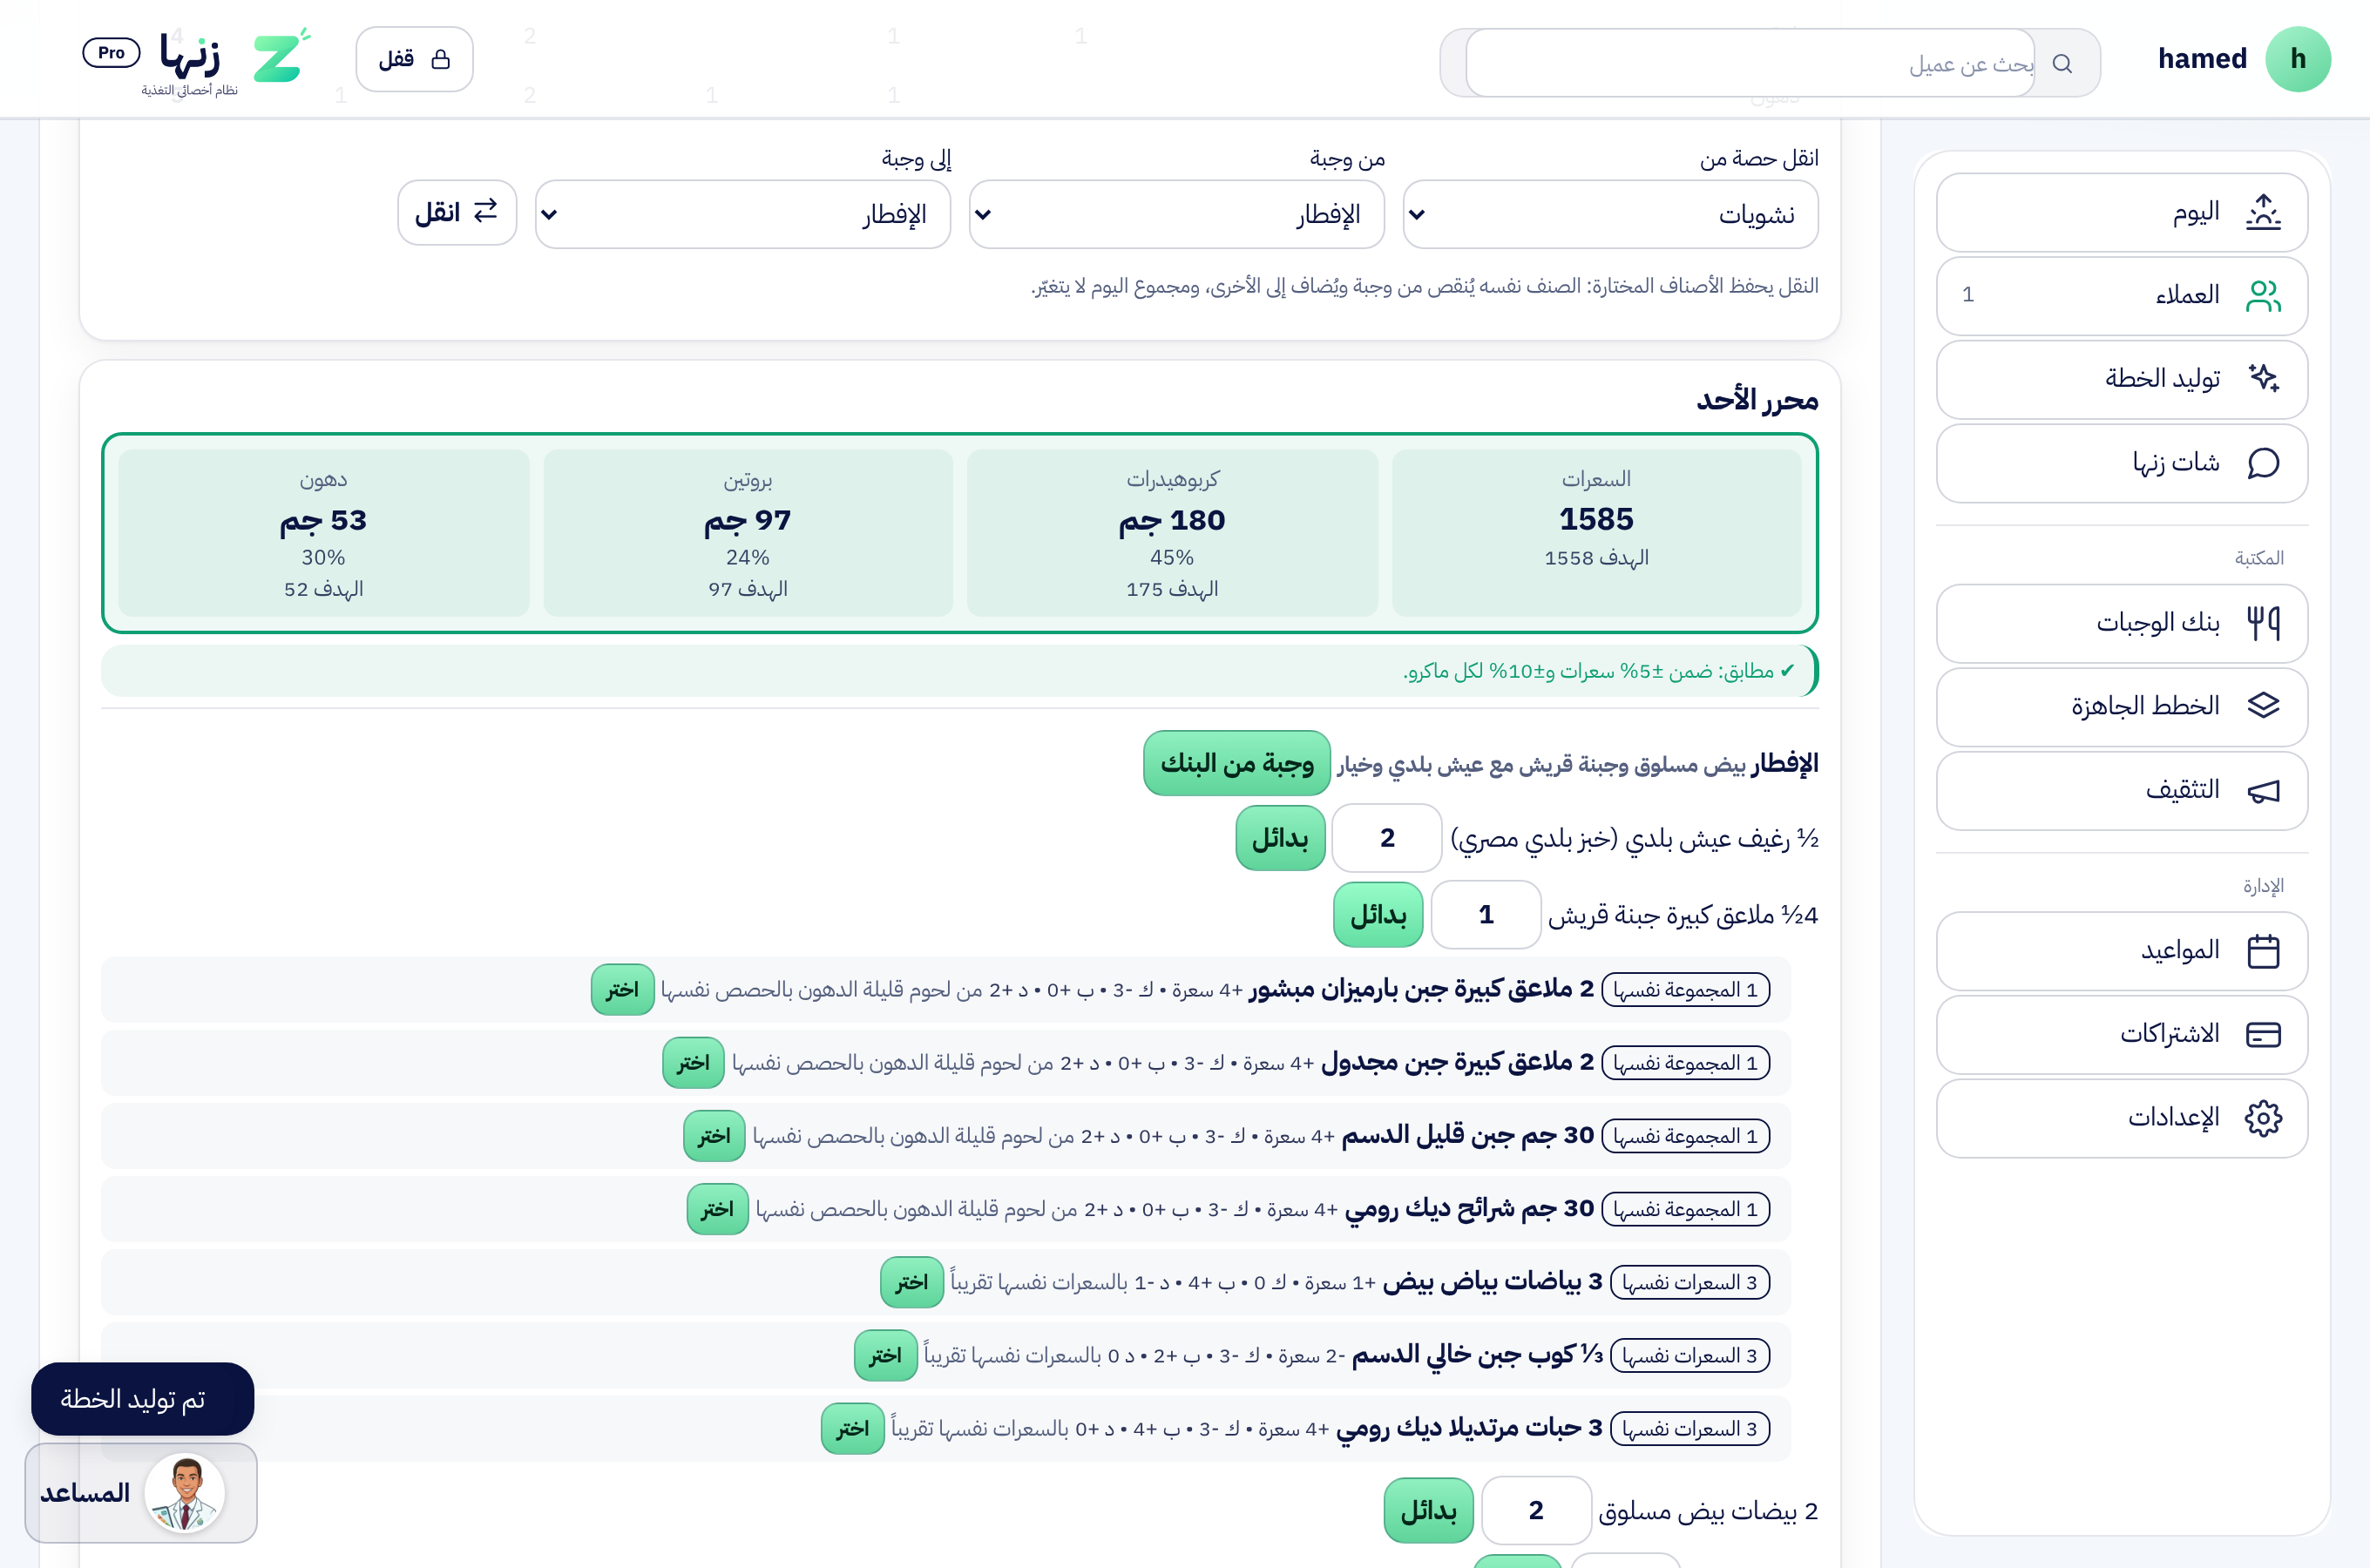 h hamed
بحث عن عميل
قفل
زنها Pro
نظام أخصائي التغذية
4 2 1 1
1 2 1 1
دهون
اليوم
العملاء 1
توليد الخطة
شات زنها
المكتبة
بنك الوجبات
الخطط الجاهزة
التثقيف
الإدارة
المواعيد
الاشتراكات
الإعدادات
انقل حصة من
من وجبة
إلى وجبة
نشويات
الإفطار
الإفطار
انقل
النقل يحفظ الأصناف المختارة: الصنف نفسه يُنقص من وجبة ويُضاف إلى الأخرى، ومجموع اليوم لا يتغيّر.
محرر الأحد
السعرات
1585
الهدف 1558
كربوهيدرات
180 جم
45%
الهدف 175
بروتين
97 جم
24%
الهدف 97
دهون
53 جم
30%
الهدف 52
✔ مطابق: ضمن ±5% سعرات و±10% لكل ماكرو.
الإفطار بيض مسلوق وجبنة قريش مع عيش بلدي وخيار وجبة من البنك
½ رغيف عيش بلدي (خبز بلدي مصري) 2 بدائل
4½ ملاعق كبيرة جبنة قريش 1 بدائل
1 المجموعة نفسها 2 ملاعق كبيرة جبن بارميزان مبشور +4 سعرة • ك -3 • ب +0 • د +2 من لحوم قليلة الدهون بالحصص نفسها اختر
1 المجموعة نفسها 2 ملاعق كبيرة جبن مجدول +4 سعرة • ك -3 • ب +0 • د +2 من لحوم قليلة الدهون بالحصص نفسها اختر
1 المجموعة نفسها 30 جم جبن قليل الدسم +4 سعرة • ك -3 • ب +0 • د +2 من لحوم قليلة الدهون بالحصص نفسها اختر
1 المجموعة نفسها 30 جم شرائح ديك رومي +4 سعرة • ك -3 • ب +0 • د +2 من لحوم قليلة الدهون بالحصص نفسها اختر
3 السعرات نفسها 3 بياضات بياض بيض +1 سعرة • ك 0 • ب +4 • د -1 بالسعرات نفسها تقريباً اختر
3 السعرات نفسها ⅓ كوب جبن خالي الدسم -2 سعرة • ك -3 • ب +2 • د 0 بالسعرات نفسها تقريباً اختر
3 السعرات نفسها 3 حبات مرتديلا ديك رومي +4 سعرة • ك -3 • ب +4 • د +0 بالسعرات نفسها تقريباً اختر
2 بيضات بيض مسلوق 2 بدائل
تم توليد الخطة
المساعد